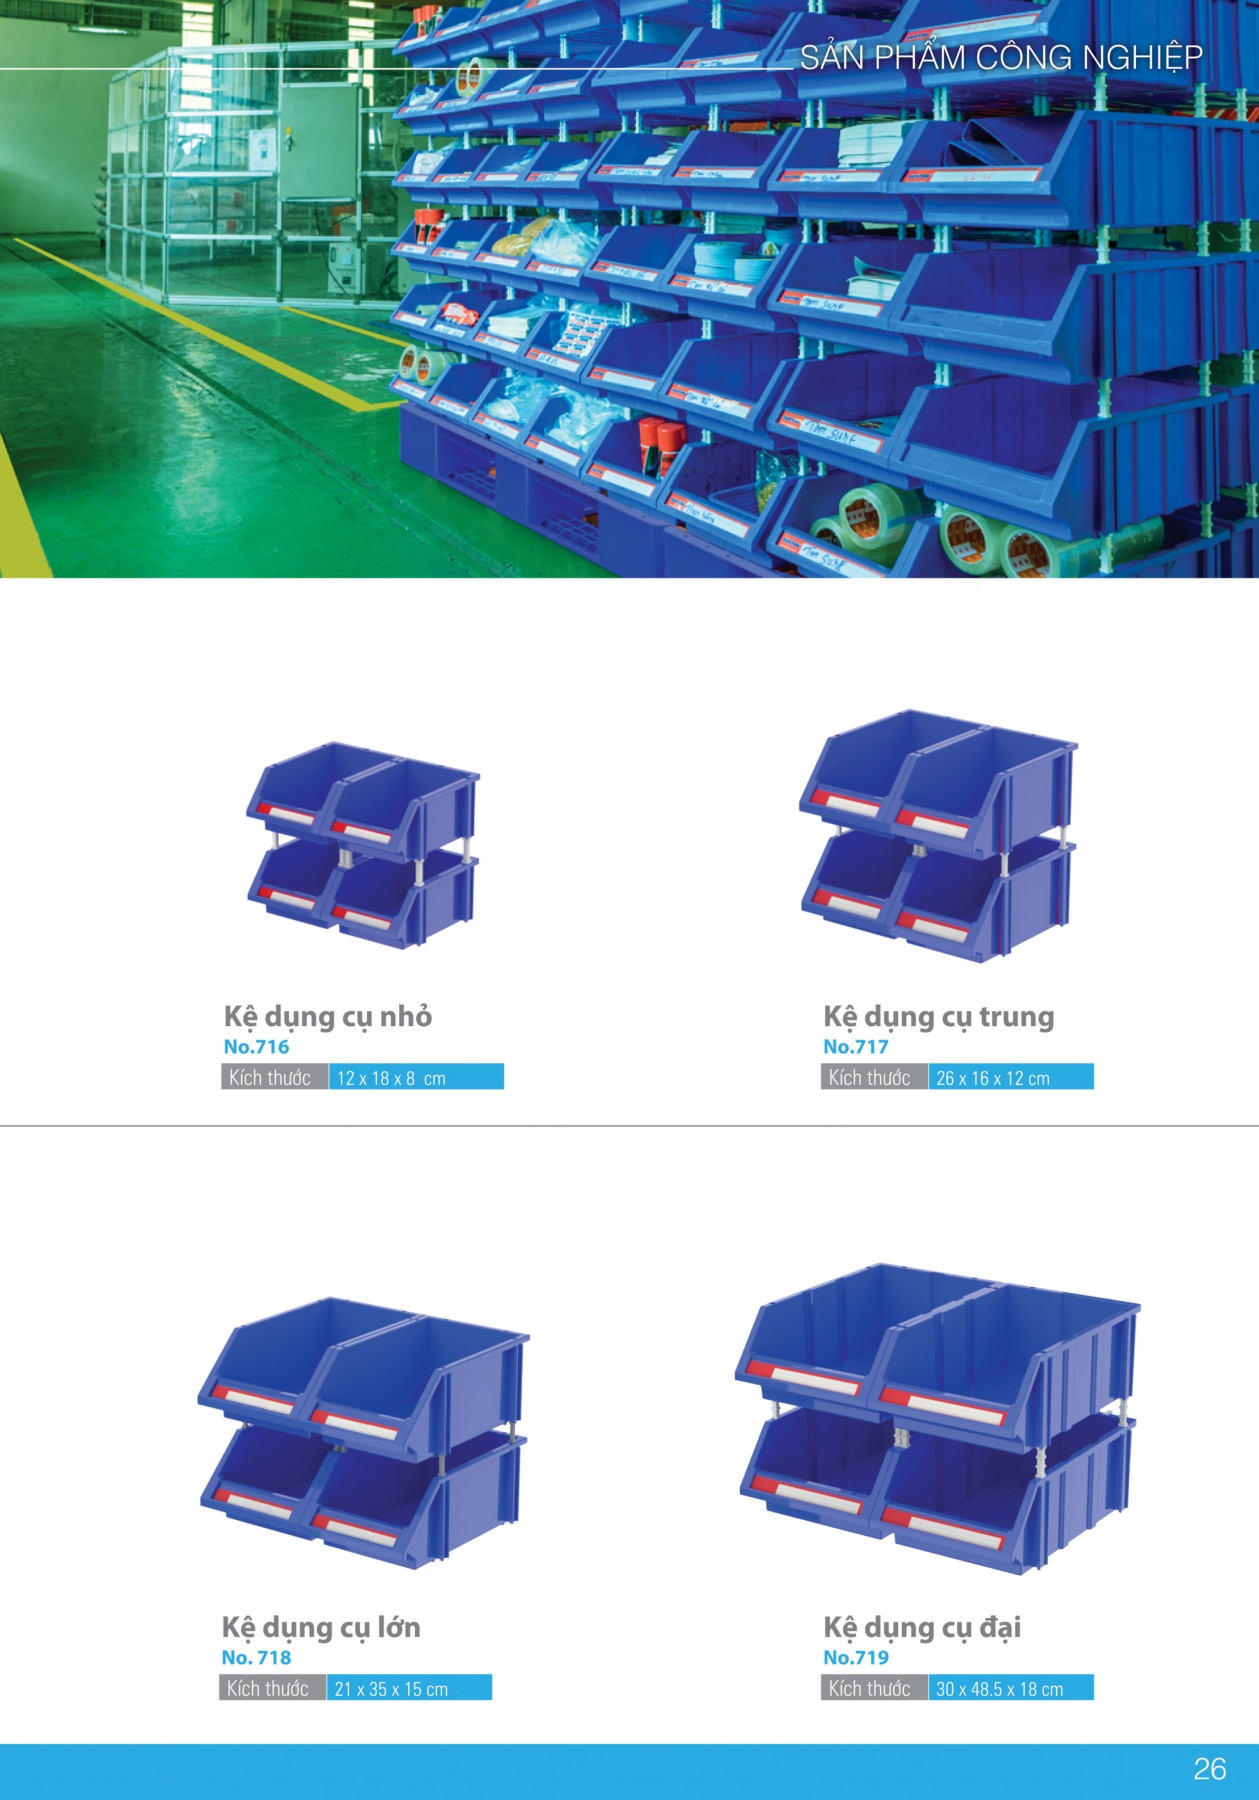 SẢN PHẨM CÔNG NGHIỆP
Tấm SURF
Kệ dụng cụ nhỏ
No.716
Kích thước 12 x 18 x 8 cm
Kệ dụng cụ trung
No.717
Kích thước 26 x 16 x 12 cm
Kệ dụng cụ lớn
No. 718
Kích thước 21 x 35 x 15 cm
Kệ dụng cụ đại
No.719
Kích thước 30 x 48.5 x 18 cm
26